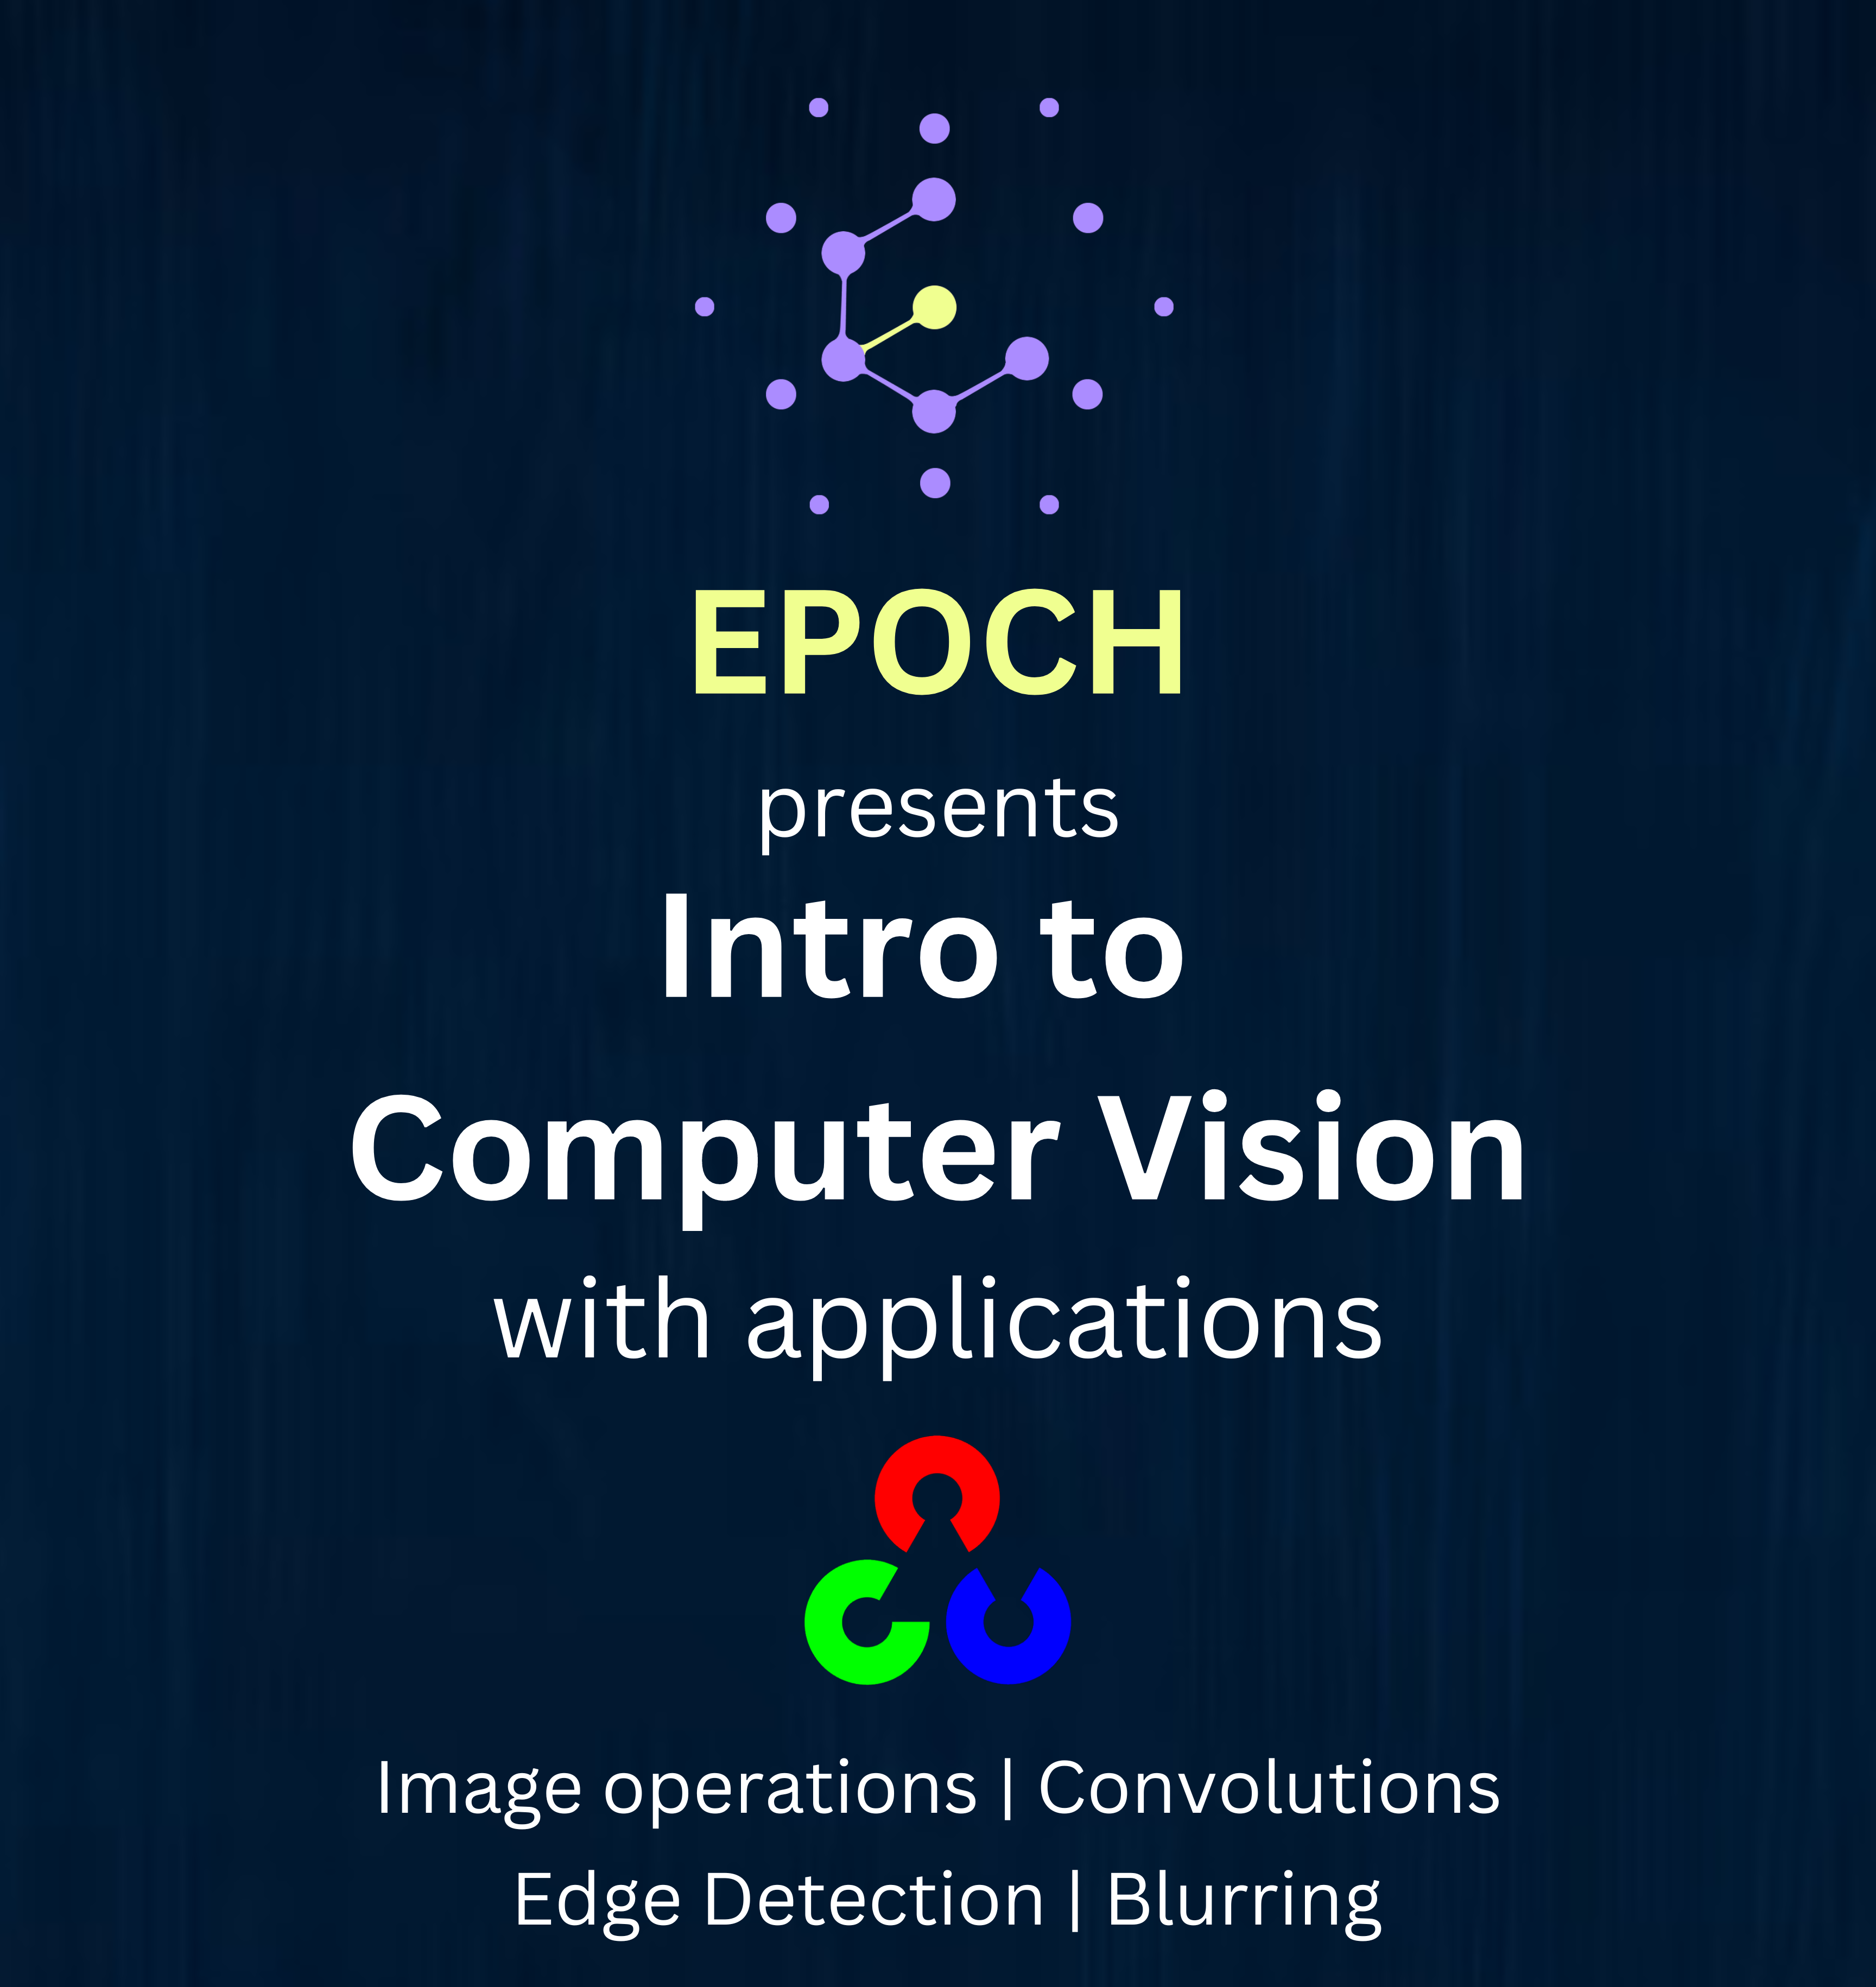 EPOCH
presents
Intro to
Computer Vision
with applications
Image operations | Convolutions
Edge Detection | Blurring